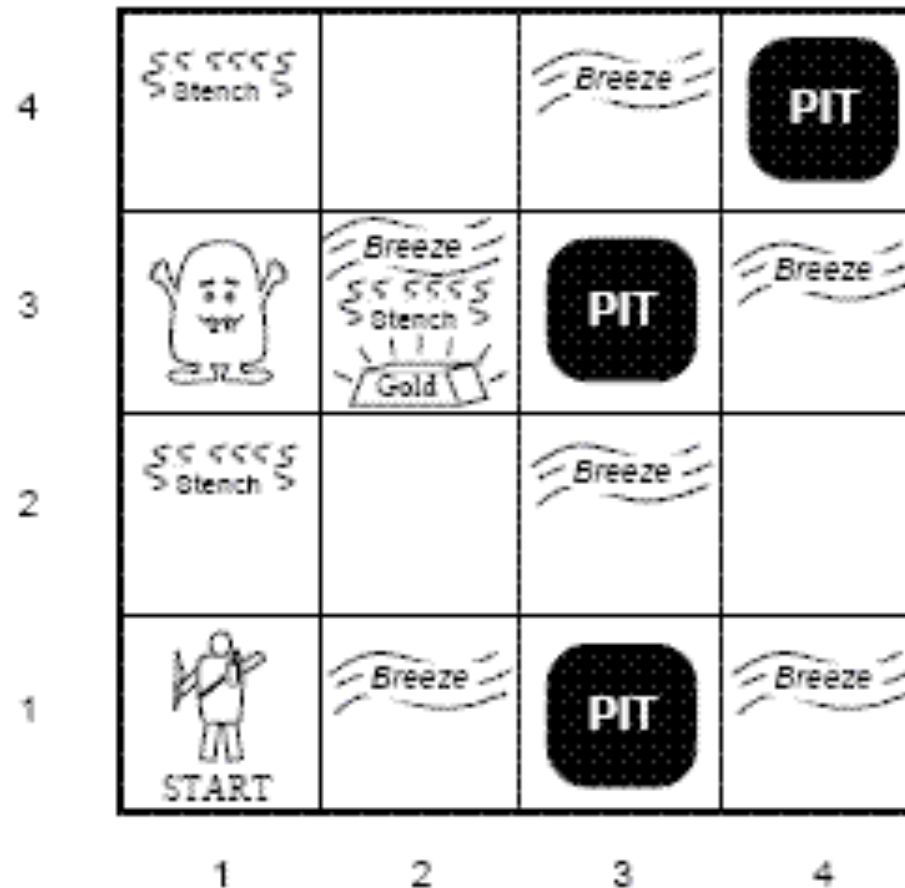 4
Stench
Breeze
PIT
3
Breeze
Stench
Gold
PIT
Breeze
2
Stench
Breeze
1
START
Breeze
PIT
Breeze
1 2 3 4